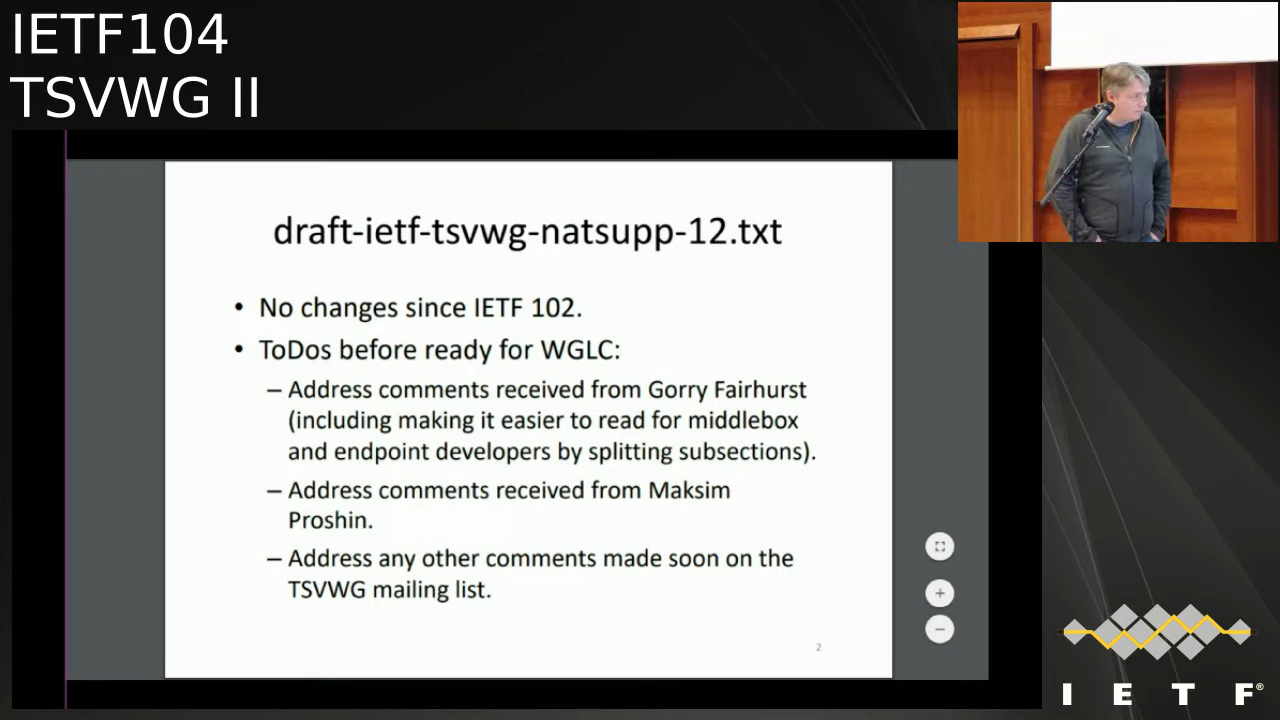 IETF104
TSVWG II
draft-ietf-tsvwg-natsupp-12.txt
• No changes since IETF 102.
• ToDos before ready for WGLC:
– Address comments received from Gorry Fairhurst
(including making it easier to read for middlebox
and endpoint developers by splitting subsections).
– Address comments received from Maksim
Proshin.
– Address any other comments made soon on the
TSVWG mailing list.
2
I E T F®